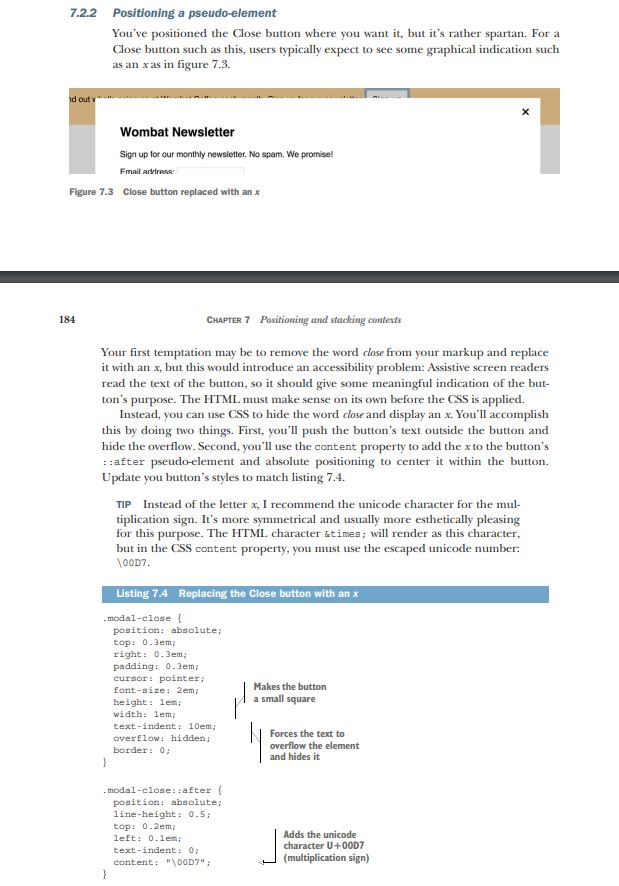 7.2.2 Positioning a pseudo-element
You've positioned the Close button where you want it, but it's rather spartan. For a
Close button such as this, users typically expect to see some graphical indication such
as an x as in figure 7.3.
×
Wombat Newsletter
Sign up for our monthly newsletter. No spam. We promise!
Email address:
Figure 7.3 Close button replaced with an x
184 CHAPTER 7 Positioning and stacking contexts
Your first temptation may be to remove the word close from your markup and replace
it with an x, but this would introduce an accessibility problem: Assistive screen readers
read the text of the button, so it should give some meaningful indication of the but-
ton's purpose. The HTML must make sense on its own before the CSS is applied.
Instead, you can use CSS to hide the word close and display an x. You'll accomplish
this by doing two things. First, you'll push the button's text outside the button and
hide the overflow. Second, you'll use the content property to add the x to the button's
::after pseudo-element and absolute positioning to center it within the button.
Update you button's styles to match listing 7.4.
TIP Instead of the letter x, I recommend the unicode character for the mul-
tiplication sign. It's more symmetrical and usually more esthetically pleasing
for this purpose. The HTML character &times; will render as this character,
but in the CSS content property, you must use the escaped unicode number:
\00D7.
Listing 7.4 Replacing the Close button with an x
.modal-close {
position: absolute;
top: 0.3em;
right: 0.3em;
padding: 0.3em;
cursor: pointer;
font-size: 2em;
height: 1em;
width: 1em;
text-indent: 10em;
overflow: hidden;
border: 0;
}
Makes the button
a small square
Forces the text to
overflow the element
and hides it
.modal-close::after {
position: absolute;
line-height: 0.5;
top: 0.2em;
left: 0.1em;
text-indent: 0;
content: "\00D7";
}
Adds the unicode
character U+00D7
(multiplication sign)